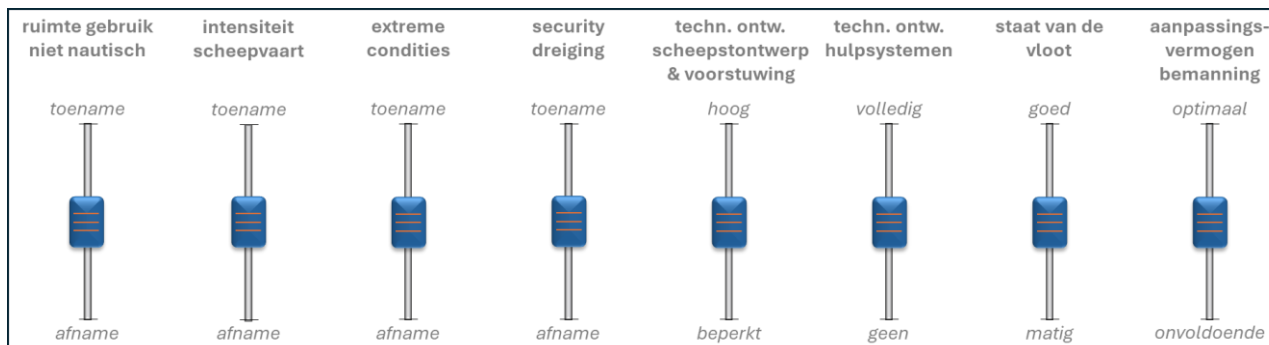 ruimte gebruik
niet nautisch
intensiteit
scheepvaart
extreme
condities
security
dreiging
techn. ontw.
scheepstontwerp
& voorstuwing
techn. ontw.
hulpsystemen
staat van de
vloot
aanpassings-
vermogen
bemanning
toename
toename
toename
toename
hoog
volledig
goed
optimaal
afname
afname
afname
afname
beperkt
geen
matig
onvoldoende